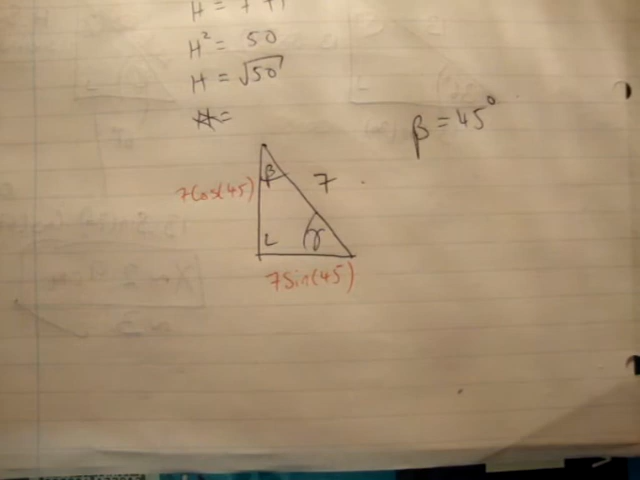 H² = 50
H = √50
H =
β = 45°
β
7
7Cos(45)
L
γ
7Sin(45)